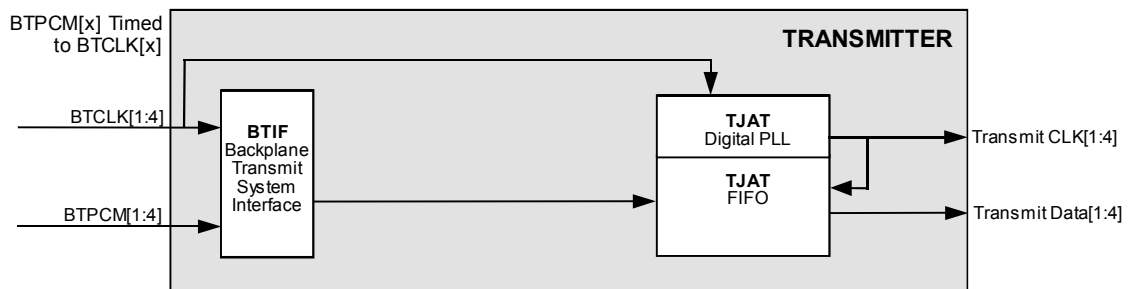 BTPCM[x] Timed
to BTCLK[x]
TRANSMITTER
BTCLK[1:4]
BTPCM[1:4]
BTIF
Backplane
Transmit
System
Interface
TJAT
Digital PLL
TJAT
FIFO
Transmit CLK[1:4]
Transmit Data[1:4]